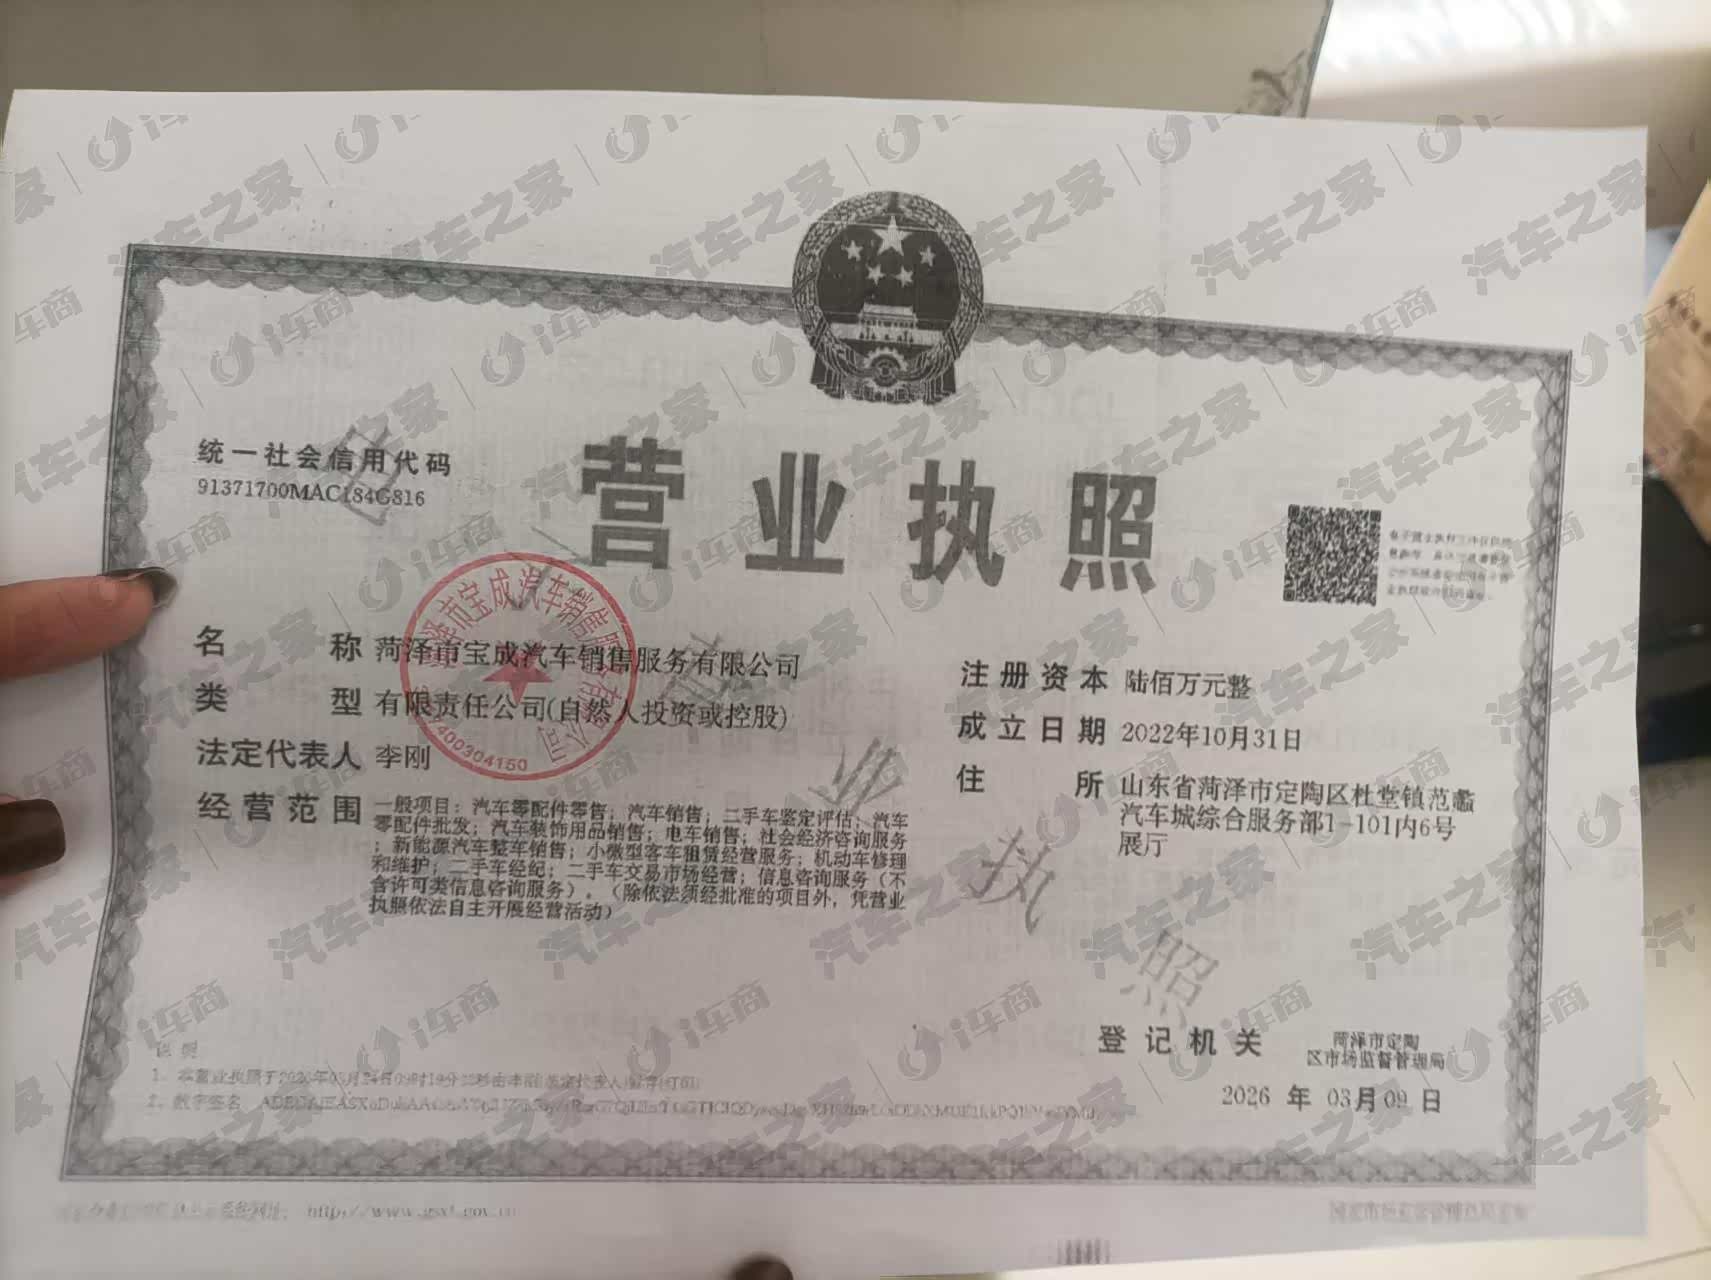 统一社会信用代码
91371700MAC184G816
营业执照
名称 菏泽市宝成汽车销售服务有限公司
类型 有限责任公司(自然人投资或控股)
法定代表人 李刚
经营范围 一般项目：汽车零配件零售；汽车销售；二手车鉴定评估；汽车
零配件批发；汽车装饰用品销售；电车销售；社会经济咨询服务
；新能源汽车整车销售；小微型客车租赁经营服务；机动车修理
和维护；二手车经纪；二手车交易市场经营；信息咨询服务（不
含许可类信息咨询服务）。（除依法须经批准的项目外，凭营业
执照依法自主开展经营活动）
注册资本 陆佰万元整
成立日期 2022年10月31日
住所 山东省菏泽市定陶区杜堂镇范蠡
汽车城综合服务部1-101内6号
展厅
登记机关 菏泽市定陶
区市场监督管理局
2026 年 03月 09 日
说明
电子营业执照
汽车之家 | i车商